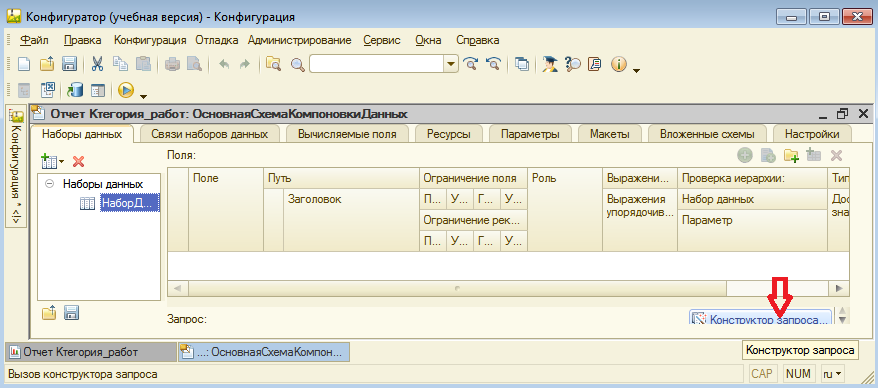 Конфигуратор (учебная версия) - Конфигурация
Файл Правка Конфигурация Отладка Администрирование Сервис Окна Справка
Конфигурация * <|>
Отчет Ктегория_работ: ОсновнаяСхемаКомпоновкиДанных
Наборы данных Связи наборов данных Вычисляемые поля Ресурсы Параметры Макеты Вложенные схемы Настройки
Поля:
Наборы данных
НаборД...
Поле Путь Ограничение поля Роль Выражени... Проверка иерархии: Тип
Заголовок П... У... Г... У... Выражения упорядочив... Набор данных Дос
зна
Ограничение рек... Параметр
П... У... Г... У...
Запрос: Конструктор запроса...
Отчет Ктегория_работ ...: ОсновнаяСхемаКомпон... Конструктор запроса
Вызов конструктора запроса CAP NUM ru